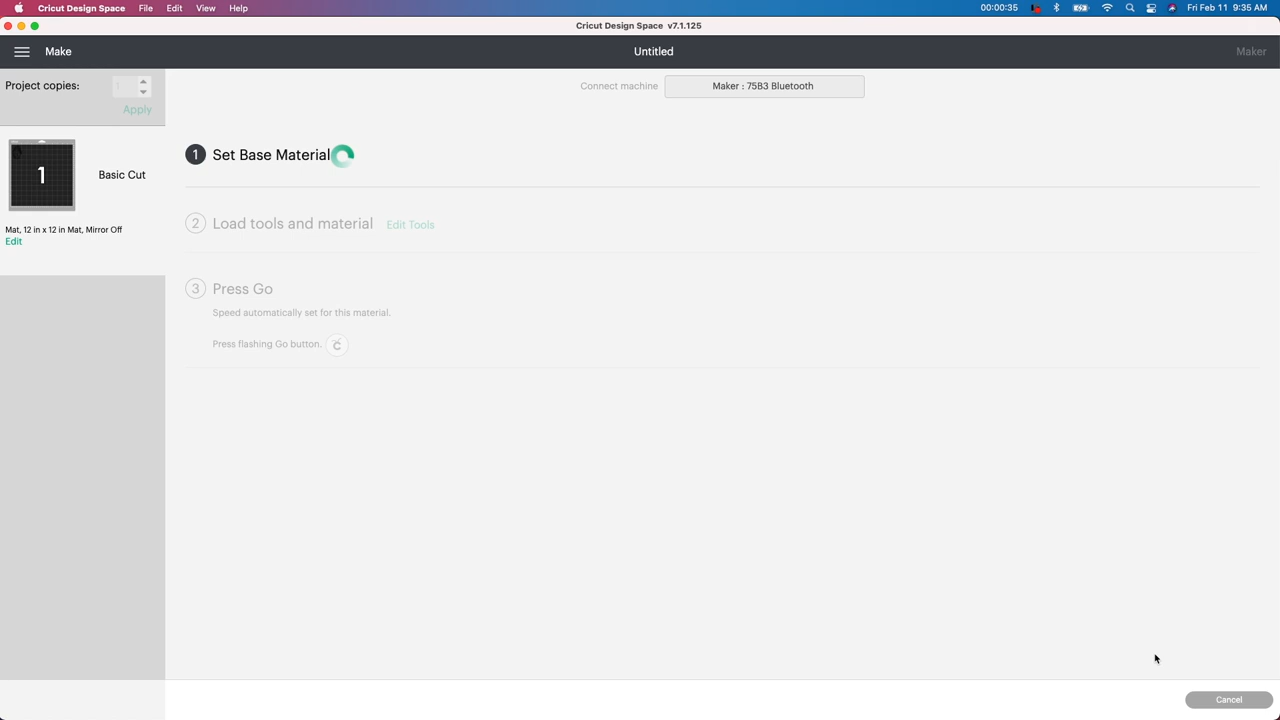 Cricut Design Space File Edit View Help 00:00:35 Fri Feb 11 9:35 AM
Cricut Design Space v7.1.125
Make Untitled Maker
Project copies: 1
Apply
Connect machine Maker : 75B3 Bluetooth
1 Set Base Material
1 Basic Cut
Mat, 12 in x 12 in Mat, Mirror Off
Edit
2 Load tools and material Edit Tools
3 Press Go
Speed automatically set for this material.
Press flashing Go button.
Cancel